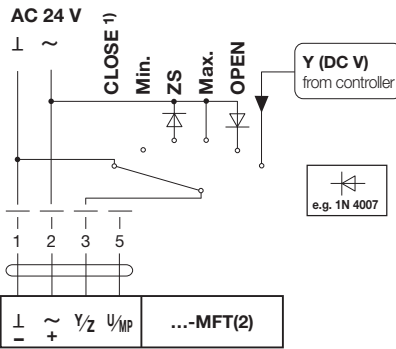 AC 24 V
⊥ ~
CLOSE 1)
Min.
ZS
Max.
OPEN
Y (DC V)
from controller
e.g. 1N 4007
1 2 3 5
⊥ ~ Y/Z U/MP ...-MFT(2)
– +